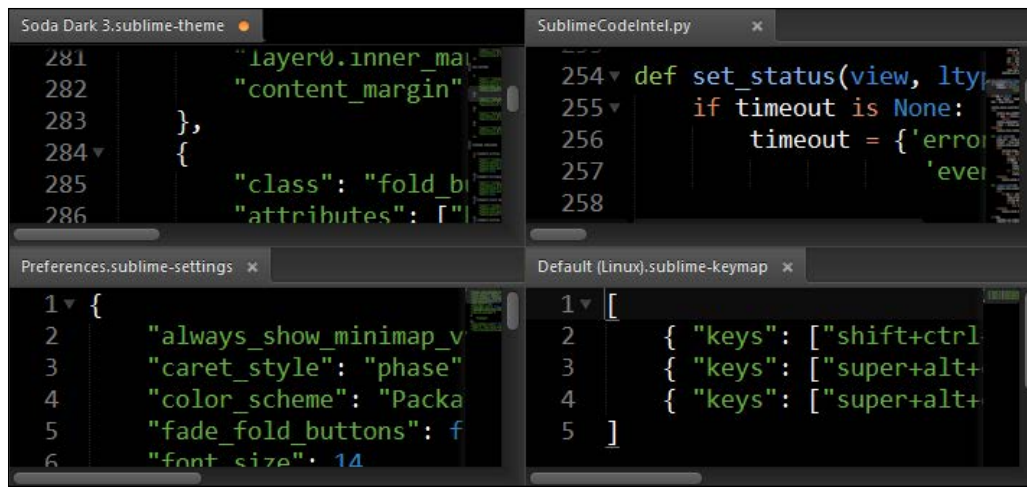 Soda Dark 3.sublime-theme
281 "layer0.inner_ma
282 "content_margin"
283 },
284 {
285 "class": "fold_b
286 "attributes": ["
SublimeCodeIntel.py
254 def set_status(view, lty
255 if timeout is None:
256 timeout = {'erro
257 'eve
258
Preferences.sublime-settings
1 {
2 "always_show_minimap_v
3 "caret_style": "phase"
4 "color_scheme": "Packa
5 "fade_fold_buttons": f
6 "font_size": 14
Default (Linux).sublime-keymap
1 [
2 { "keys": ["shift+ctrl
3 { "keys": ["super+alt+
4 { "keys": ["super+alt+
5 ]